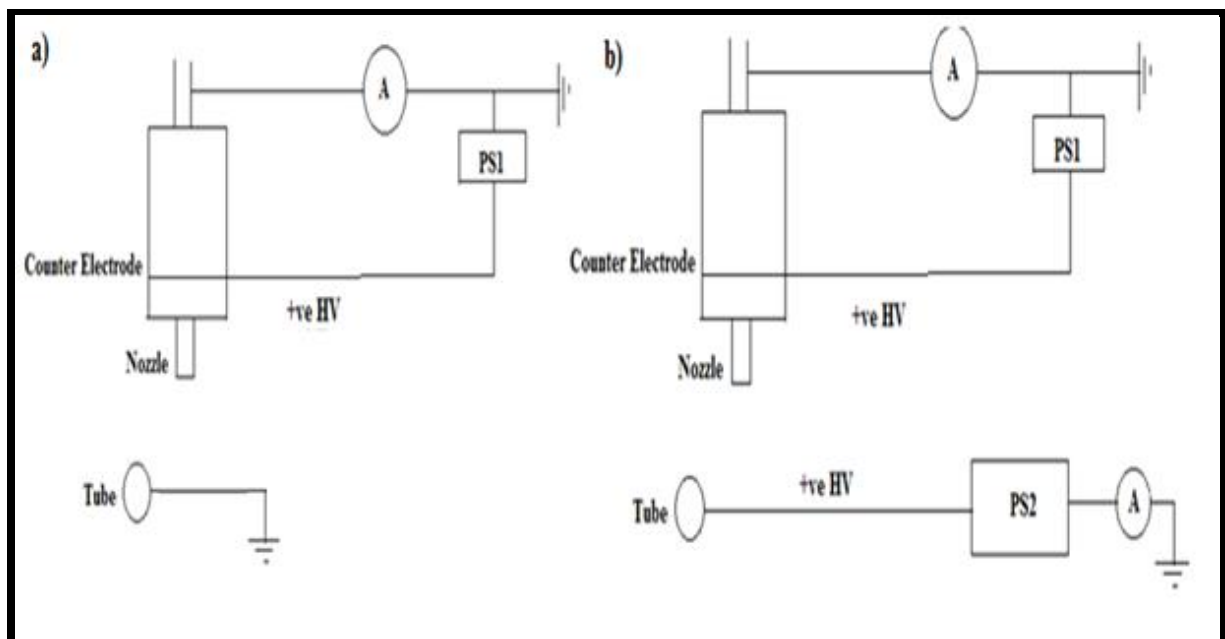 a)
A
PS1
Counter Electrode
+ve HV
Nozzle
Tube
b)
A
PS1
Counter Electrode
+ve HV
Nozzle
Tube
+ve HV
PS2
A